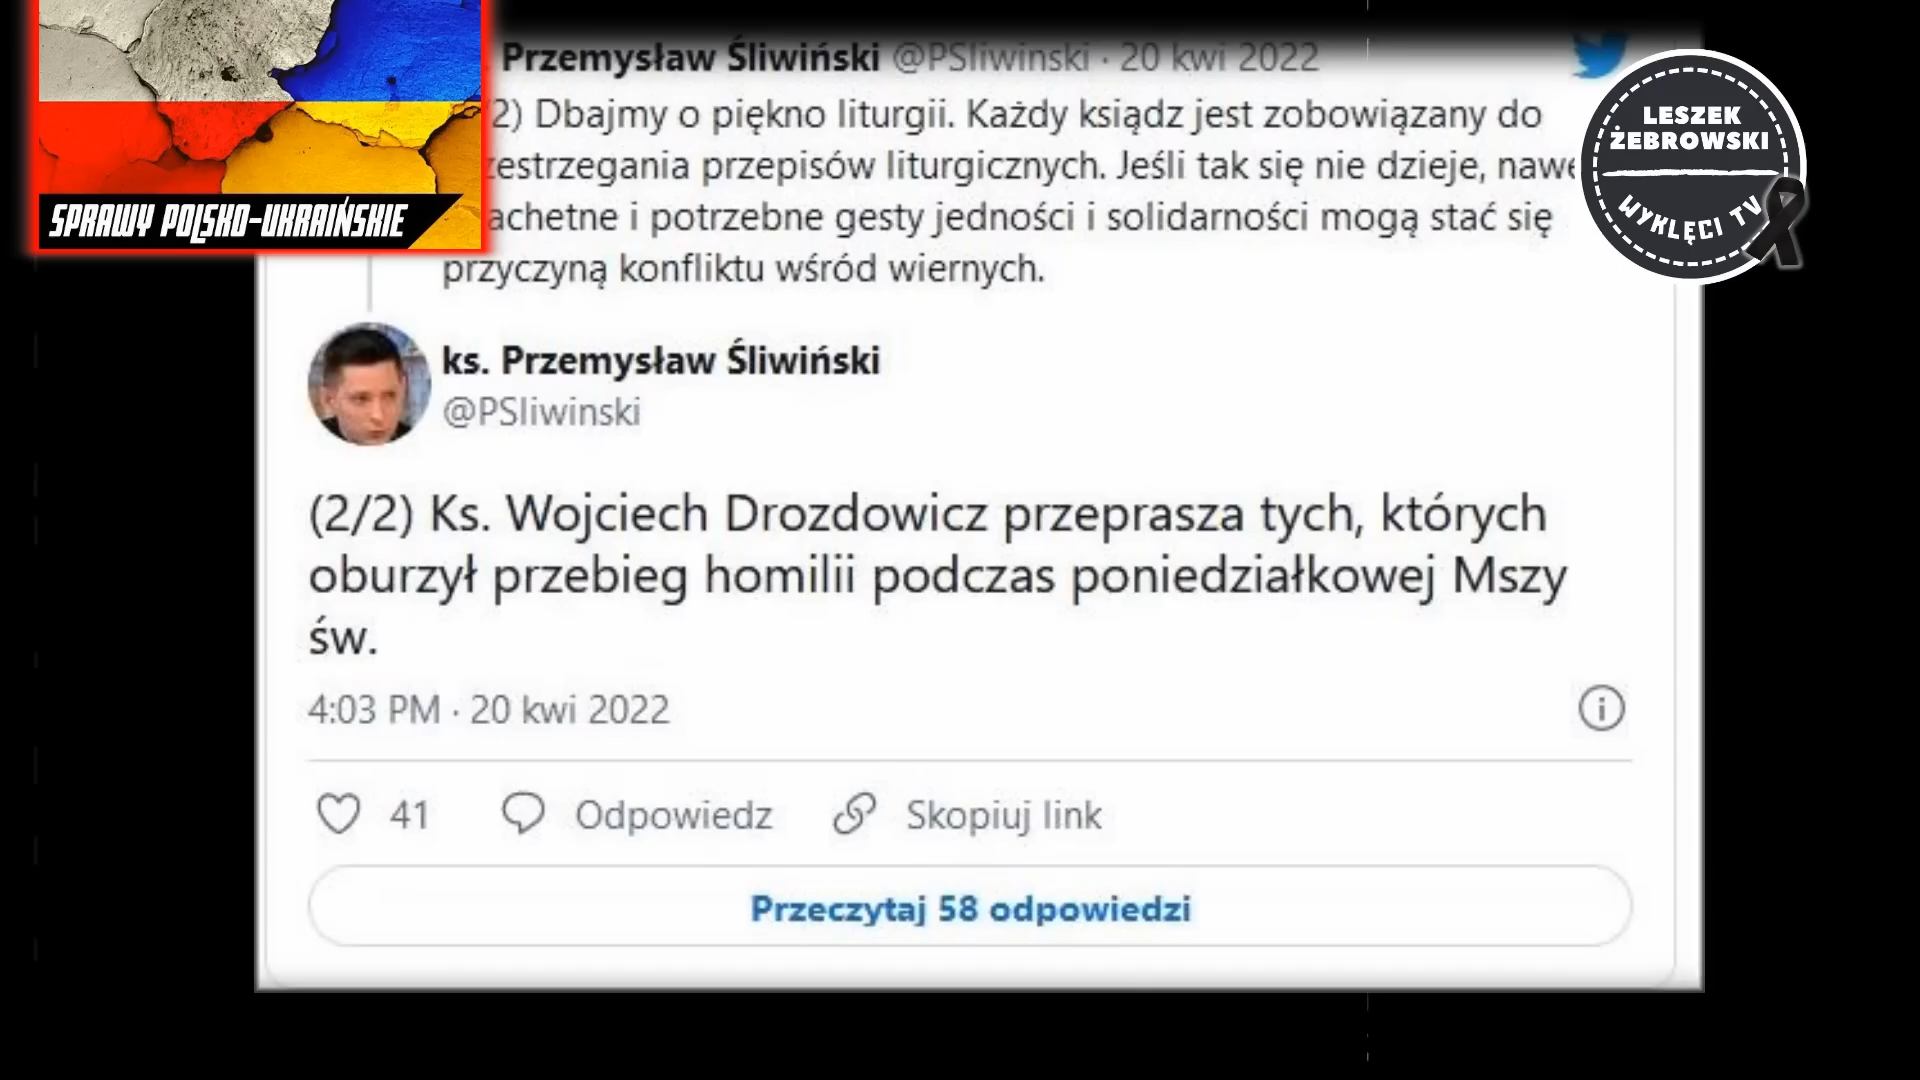 Przemysław Śliwiński @PSliwinski · 20 kwi 2022
2) Dbajmy o piękno liturgii. Każdy ksiądz jest zobowiązany do
zestrzegania przepisów liturgicznych. Jeśli tak się nie dzieje, nawe
achetne i potrzebne gesty jedności i solidarności mogą stać się
przyczyną konfliktu wśród wiernych.
SPRAWY POLSKO-UKRAIŃSKIE
LESZEK
ŻEBROWSKI
WYKLĘCI TV
ks. Przemysław Śliwiński
@PSliwinski
(2/2) Ks. Wojciech Drozdowicz przeprasza tych, których
oburzył przebieg homilii podczas poniedziałkowej Mszy
św.
4:03 PM · 20 kwi 2022
41 Odpowiedz Skopiuj link
Przeczytaj 58 odpowiedzi